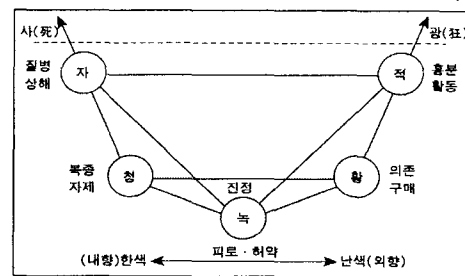 사(死) 광(狂)
질병 자 적 흥분
상해 활동
복종 청 진정 황 의존
자제 구매
녹
피로·허약
(내향)한색 난색(외향)